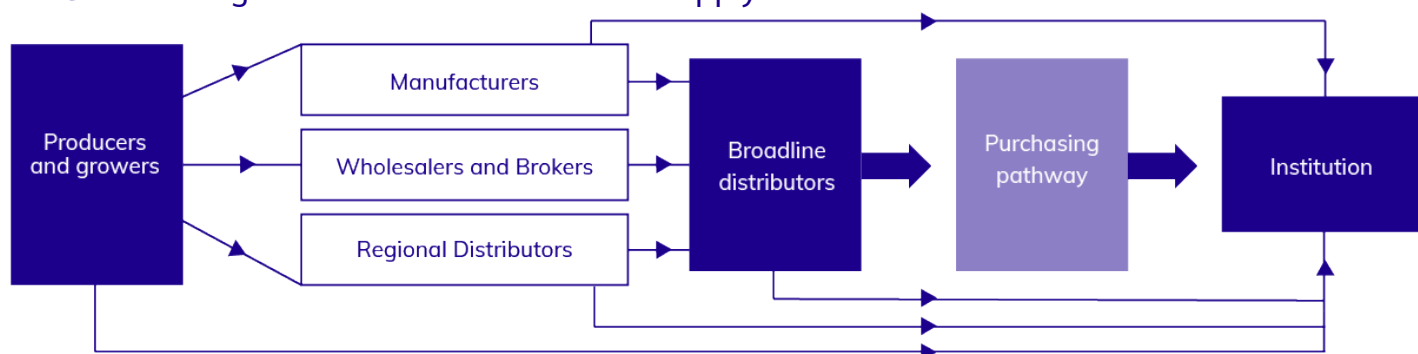 Manufacturers
Producers
and growers
Wholesalers and Brokers
Regional Distributors
Broadline
distributors
Purchasing
pathway
Institution